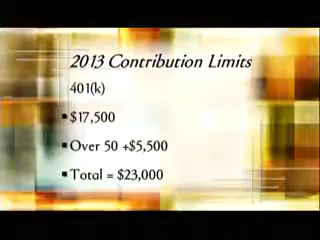 2013 Contribution Limits
401(k)
▪ $17,500
▪ Over 50 +$5,500
▪ Total = $23,000